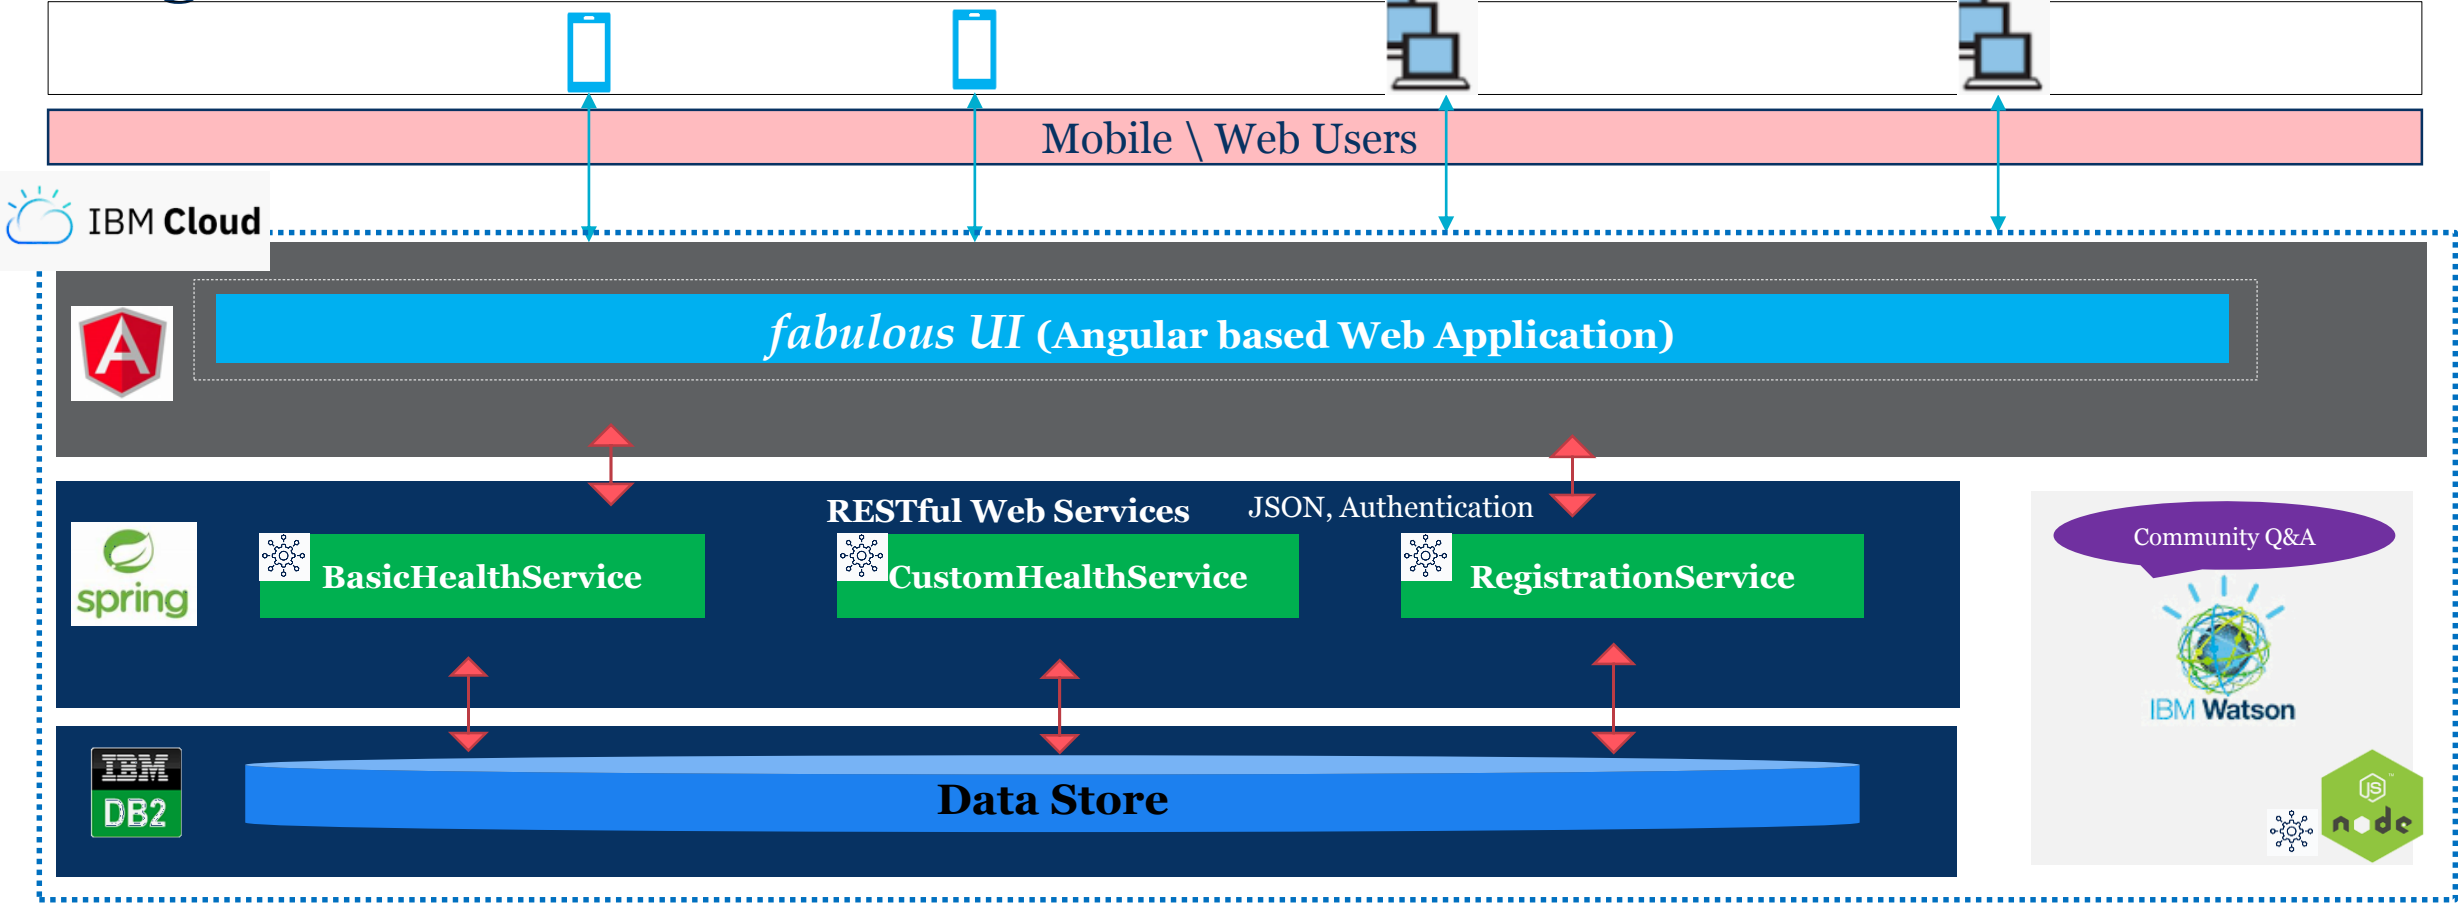 Mobile \ Web Users
IBM Cloud
fabulous UI (Angular based Web Application)
A
RESTful Web Services
JSON, Authentication
spring
BasicHealthService
CustomHealthService
RegistrationService
Community Q&A
IBM Watson
IBM
DB2
Data Store
JS
node